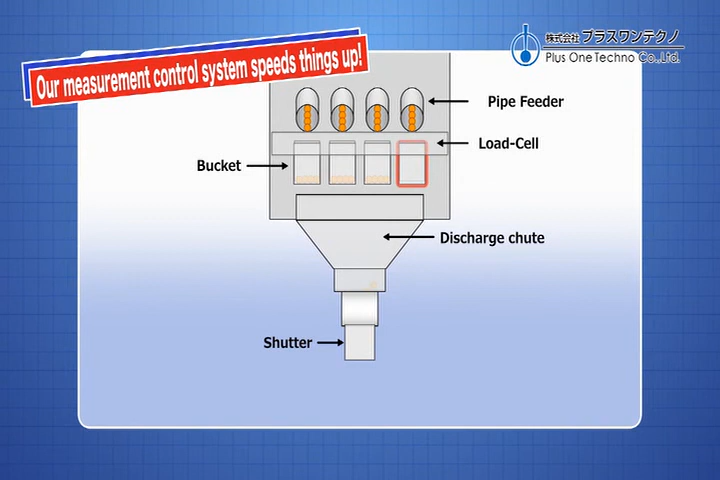 Our measurement control system speeds things up!
株式会社 プラスワンテクノ
Plus One Techno Co.,Ltd.
Pipe Feeder
Load-Cell
Bucket
Discharge chute
Shutter